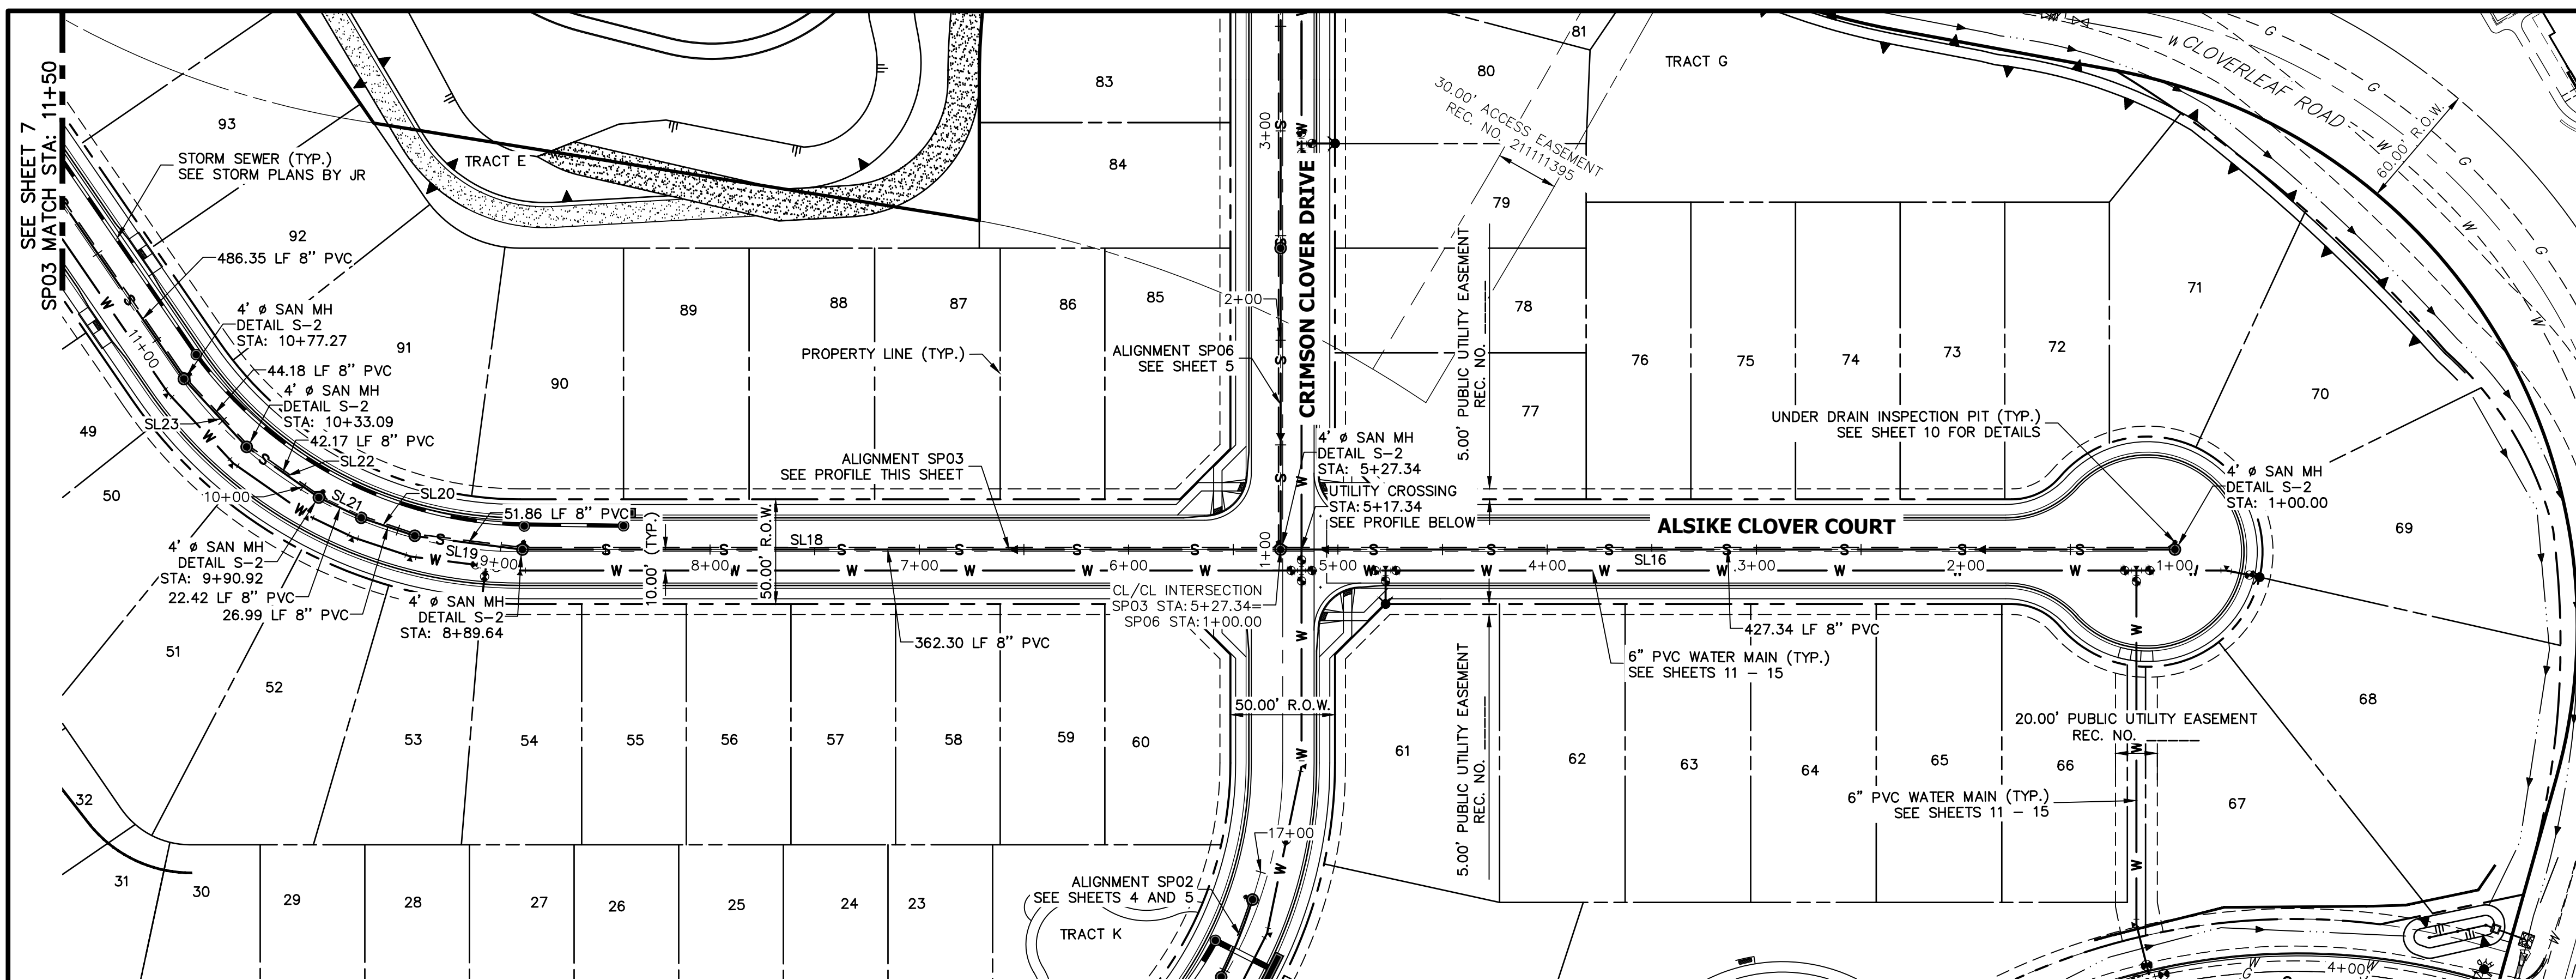 SEE SHEET 7
SP03 MATCH STA: 11+50
93
STORM SEWER (TYP.)
SEE STORM PLANS BY JR
TRACT E
92
486.35 LF 8" PVC
4' ø SAN MH
DETAIL S-2
STA: 10+77.27
11+00
91
44.18 LF 8" PVC
4' ø SAN MH
DETAIL S-2
STA: 10+33.09
SL23
42.17 LF 8" PVC
SL22
49
50
10+00
SL21
SL20
51.86 LF 8" PVC
SL19
9+00
4' ø SAN MH
DETAIL S-2
STA: 9+90.92
22.42 LF 8" PVC
26.99 LF 8" PVC
4' ø SAN MH
DETAIL S-2
STA: 8+89.64
51
52
53
54
55
56
57
58
59
60
32
31
30
29
28
27
26
25
24
23
90
89
88
87
86
85
84
83
PROPERTY LINE (TYP.)
ALIGNMENT SP03
SEE PROFILE THIS SHEET
ALIGNMENT SP06
SEE SHEET 5
10.00' (TYP.)
50.00' R.O.W.
SL18
8+00
7+00
6+00
362.30 LF 8" PVC
3+00
2+00
1+00
CRIMSON CLOVER DRIVE
4' ø SAN MH
DETAIL S-2
STA: 5+27.34
UTILITY CROSSING
STA: 5+17.34
SEE PROFILE BELOW
CL/CL INTERSECTION
SP03 STA: 5+27.34=
SP06 STA: 1+00.00
50.00' R.O.W.
17+00
ALIGNMENT SP02
SEE SHEETS 4 AND 5
TRACT K
81
80
79
78
77
30.00' ACCESS EASEMENT
REC. NO. 211111395
5.00' PUBLIC UTILITY EASEMENT
REC. NO. ______
TRACT G
76
75
74
73
72
71
70
69
68
67
UNDER DRAIN INSPECTION PIT (TYP.)
SEE SHEET 10 FOR DETAILS
4' ø SAN MH
DETAIL S-2
STA: 1+00.00
ALSIKE CLOVER COURT
5+00
4+00
3+00
2+00
1+00
SL16
427.34 LF 8" PVC
6" PVC WATER MAIN (TYP.)
SEE SHEETS 11 - 15
5.00' PUBLIC UTILITY EASEMENT
REC. NO. ______
61
62
63
64
65
66
20.00' PUBLIC UTILITY EASEMENT
REC. NO. _____
6" PVC WATER MAIN (TYP.)
SEE SHEETS 11 - 15
CLOVERLEAF ROAD
60.00' R.O.W.
4+00